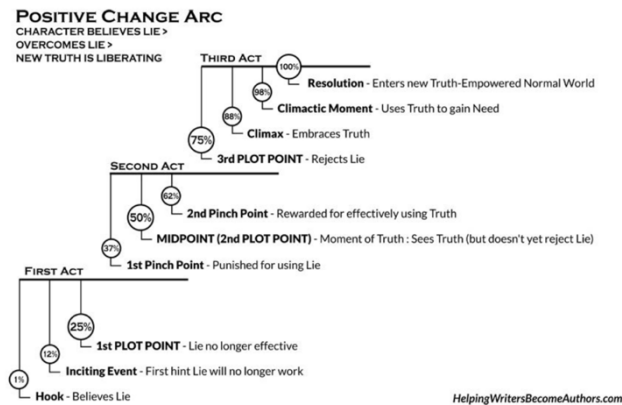 POSITIVE CHANGE ARC
CHARACTER BELIEVES LIE >
OVERCOMES LIE >
NEW TRUTH IS LIBERATING
THIRD ACT
100%
Resolution - Enters new Truth-Empowered Normal World
98%
Climactic Moment - Uses Truth to gain Need
88%
Climax - Embraces Truth
75%
3rd PLOT POINT - Rejects Lie
SECOND ACT
62%
2nd Pinch Point - Rewarded for effectively using Truth
50%
MIDPOINT (2nd PLOT POINT) - Moment of Truth : Sees Truth (but doesn't yet reject Lie)
37%
1st Pinch Point - Punished for using Lie
FIRST ACT
25%
1st PLOT POINT - Lie no longer effective
12%
Inciting Event - First hint Lie will no longer work
1%
Hook - Believes Lie
HelpingWritersBecomeAuthors.com